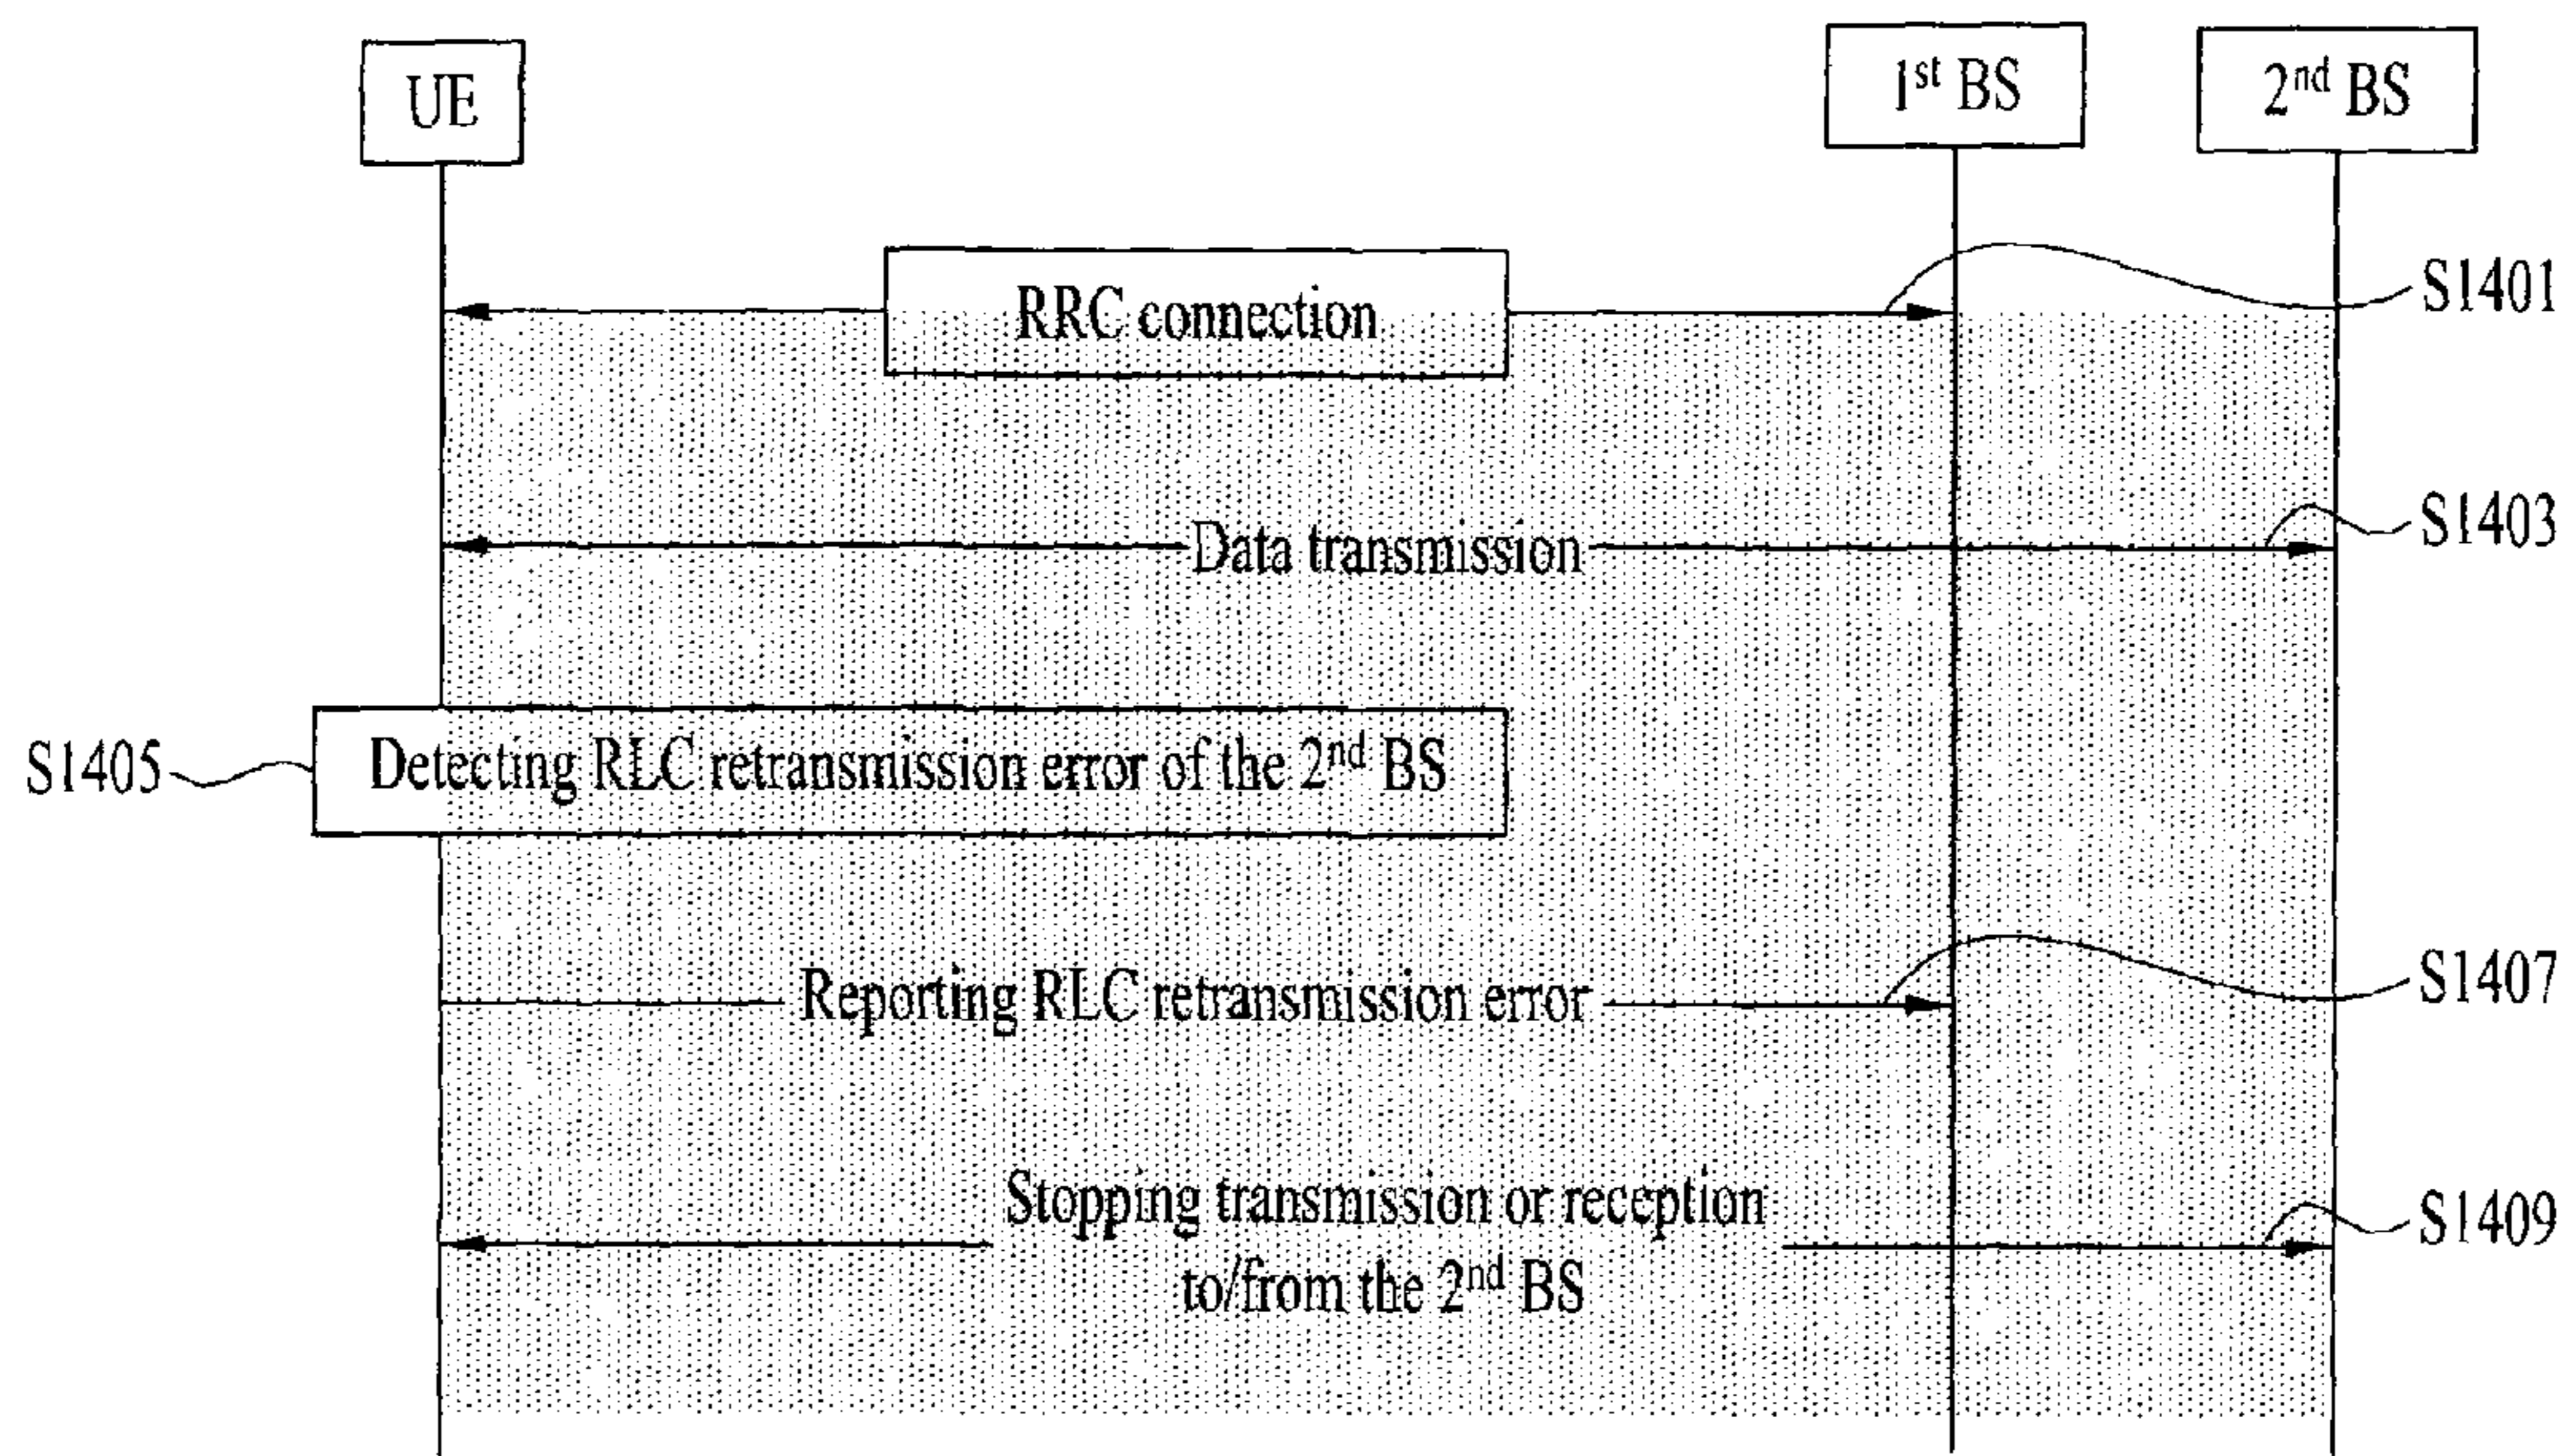 UE
1st BS
2nd BS
RRC connection
S1401
Data transmission
S1403
S1405
Detecting RLC retransmission error of the 2nd BS
Reporting RLC retransmission error
S1407
Stopping transmission or reception
to/from the 2nd BS
S1409